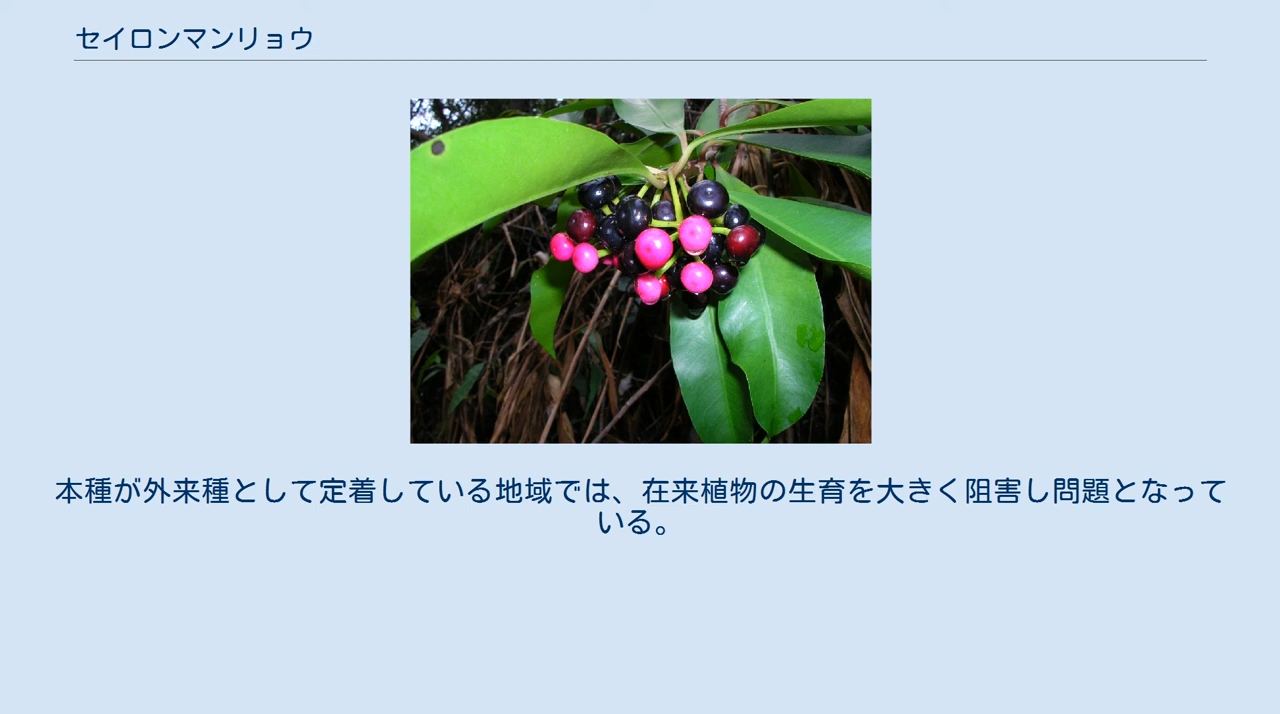 セイロンマンリョウ
本種が外来種として定着している地域では、在来植物の生育を大きく阻害し問題となって
いる。